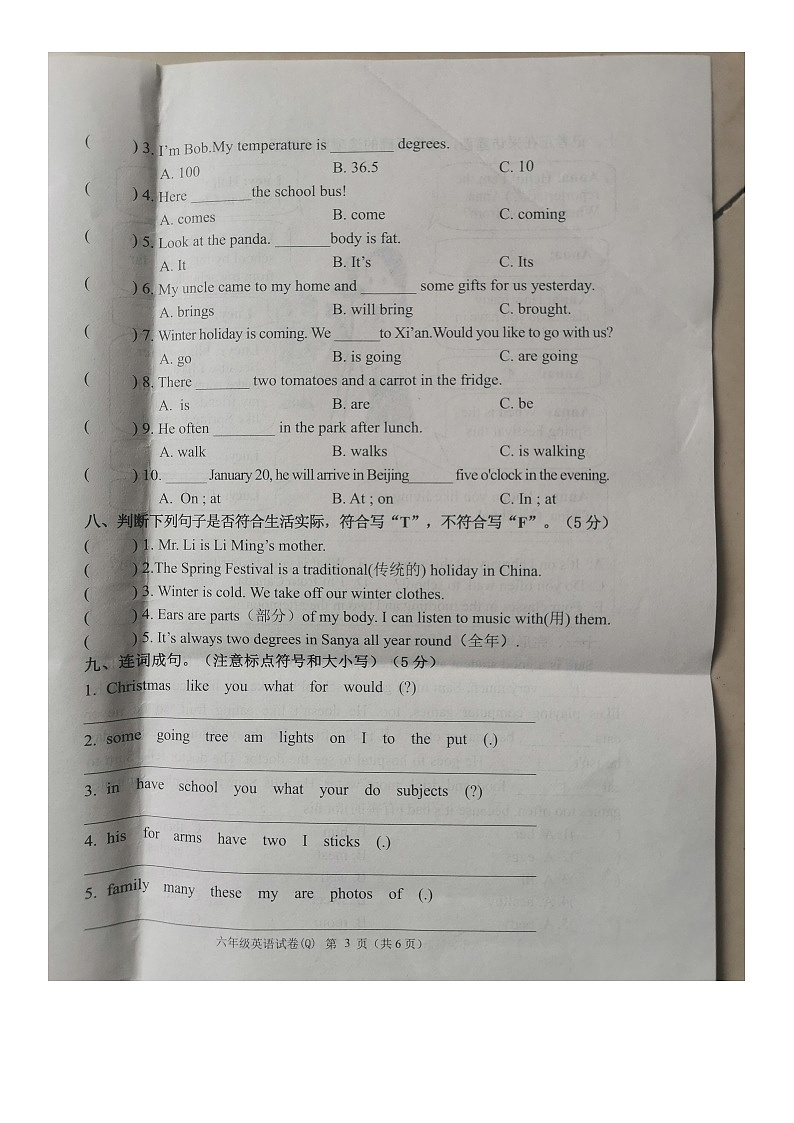 ( ) 3. I'm Bob.My temperature is ________ degrees.
A. 100 B. 36.5 C. 10
( ) 4. Here ________the school bus!
A. comes B. come C. coming
( ) 5. Look at the panda. _______body is fat.
A. It B. It's C. Its
( ) 6. My uncle came to my home and _______ some gifts for us yesterday.
A. brings B. will bring C. brought.
( ) 7. Winter holiday is coming. We ______to Xi'an.Would you like to go with us?
A. go B. is going C. are going
( ) 8. There _______ two tomatoes and a carrot in the fridge.
A. is B. are C. be
( ) 9. He often ________ in the park after lunch.
A. walk B. walks C. is walking
( ) 10. ______January 20, he will arrive in Beijing______ five o'clock in the evening.
A. On ; at B. At ; on C. In ; at
八、判断下列句子是否符合生活实际，符合写“T”，不符合写“F”。（5 分）
( ) 1. Mr. Li is Li Ming's mother.
( ) 2.The Spring Festival is a traditional(传统的) holiday in China.
( ) 3. Winter is cold. We take off our winter clothes.
( ) 4. Ears are parts（部分）of my body. I can listen to music with(用) them.
( ) 5. It's always two degrees in Sanya all year round（全年）.
九、连词成句。（注意标点符号和大小写）（5 分）
1. Christmas like you what for would (?)
2. some going tree am lights on I to the put (.)
3. in have school you what your do subjects (?)
4. his for arms have two I sticks (.)
5. family many these my are photos of (.)
六年级英语试卷(Q) 第 3 页（共 6 页）